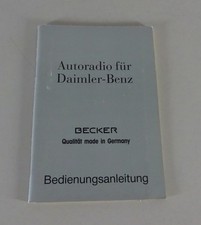 Autoradio für
Daimler-Benz
BECKER
Qualität made in Germany
Bedienungsanleitung